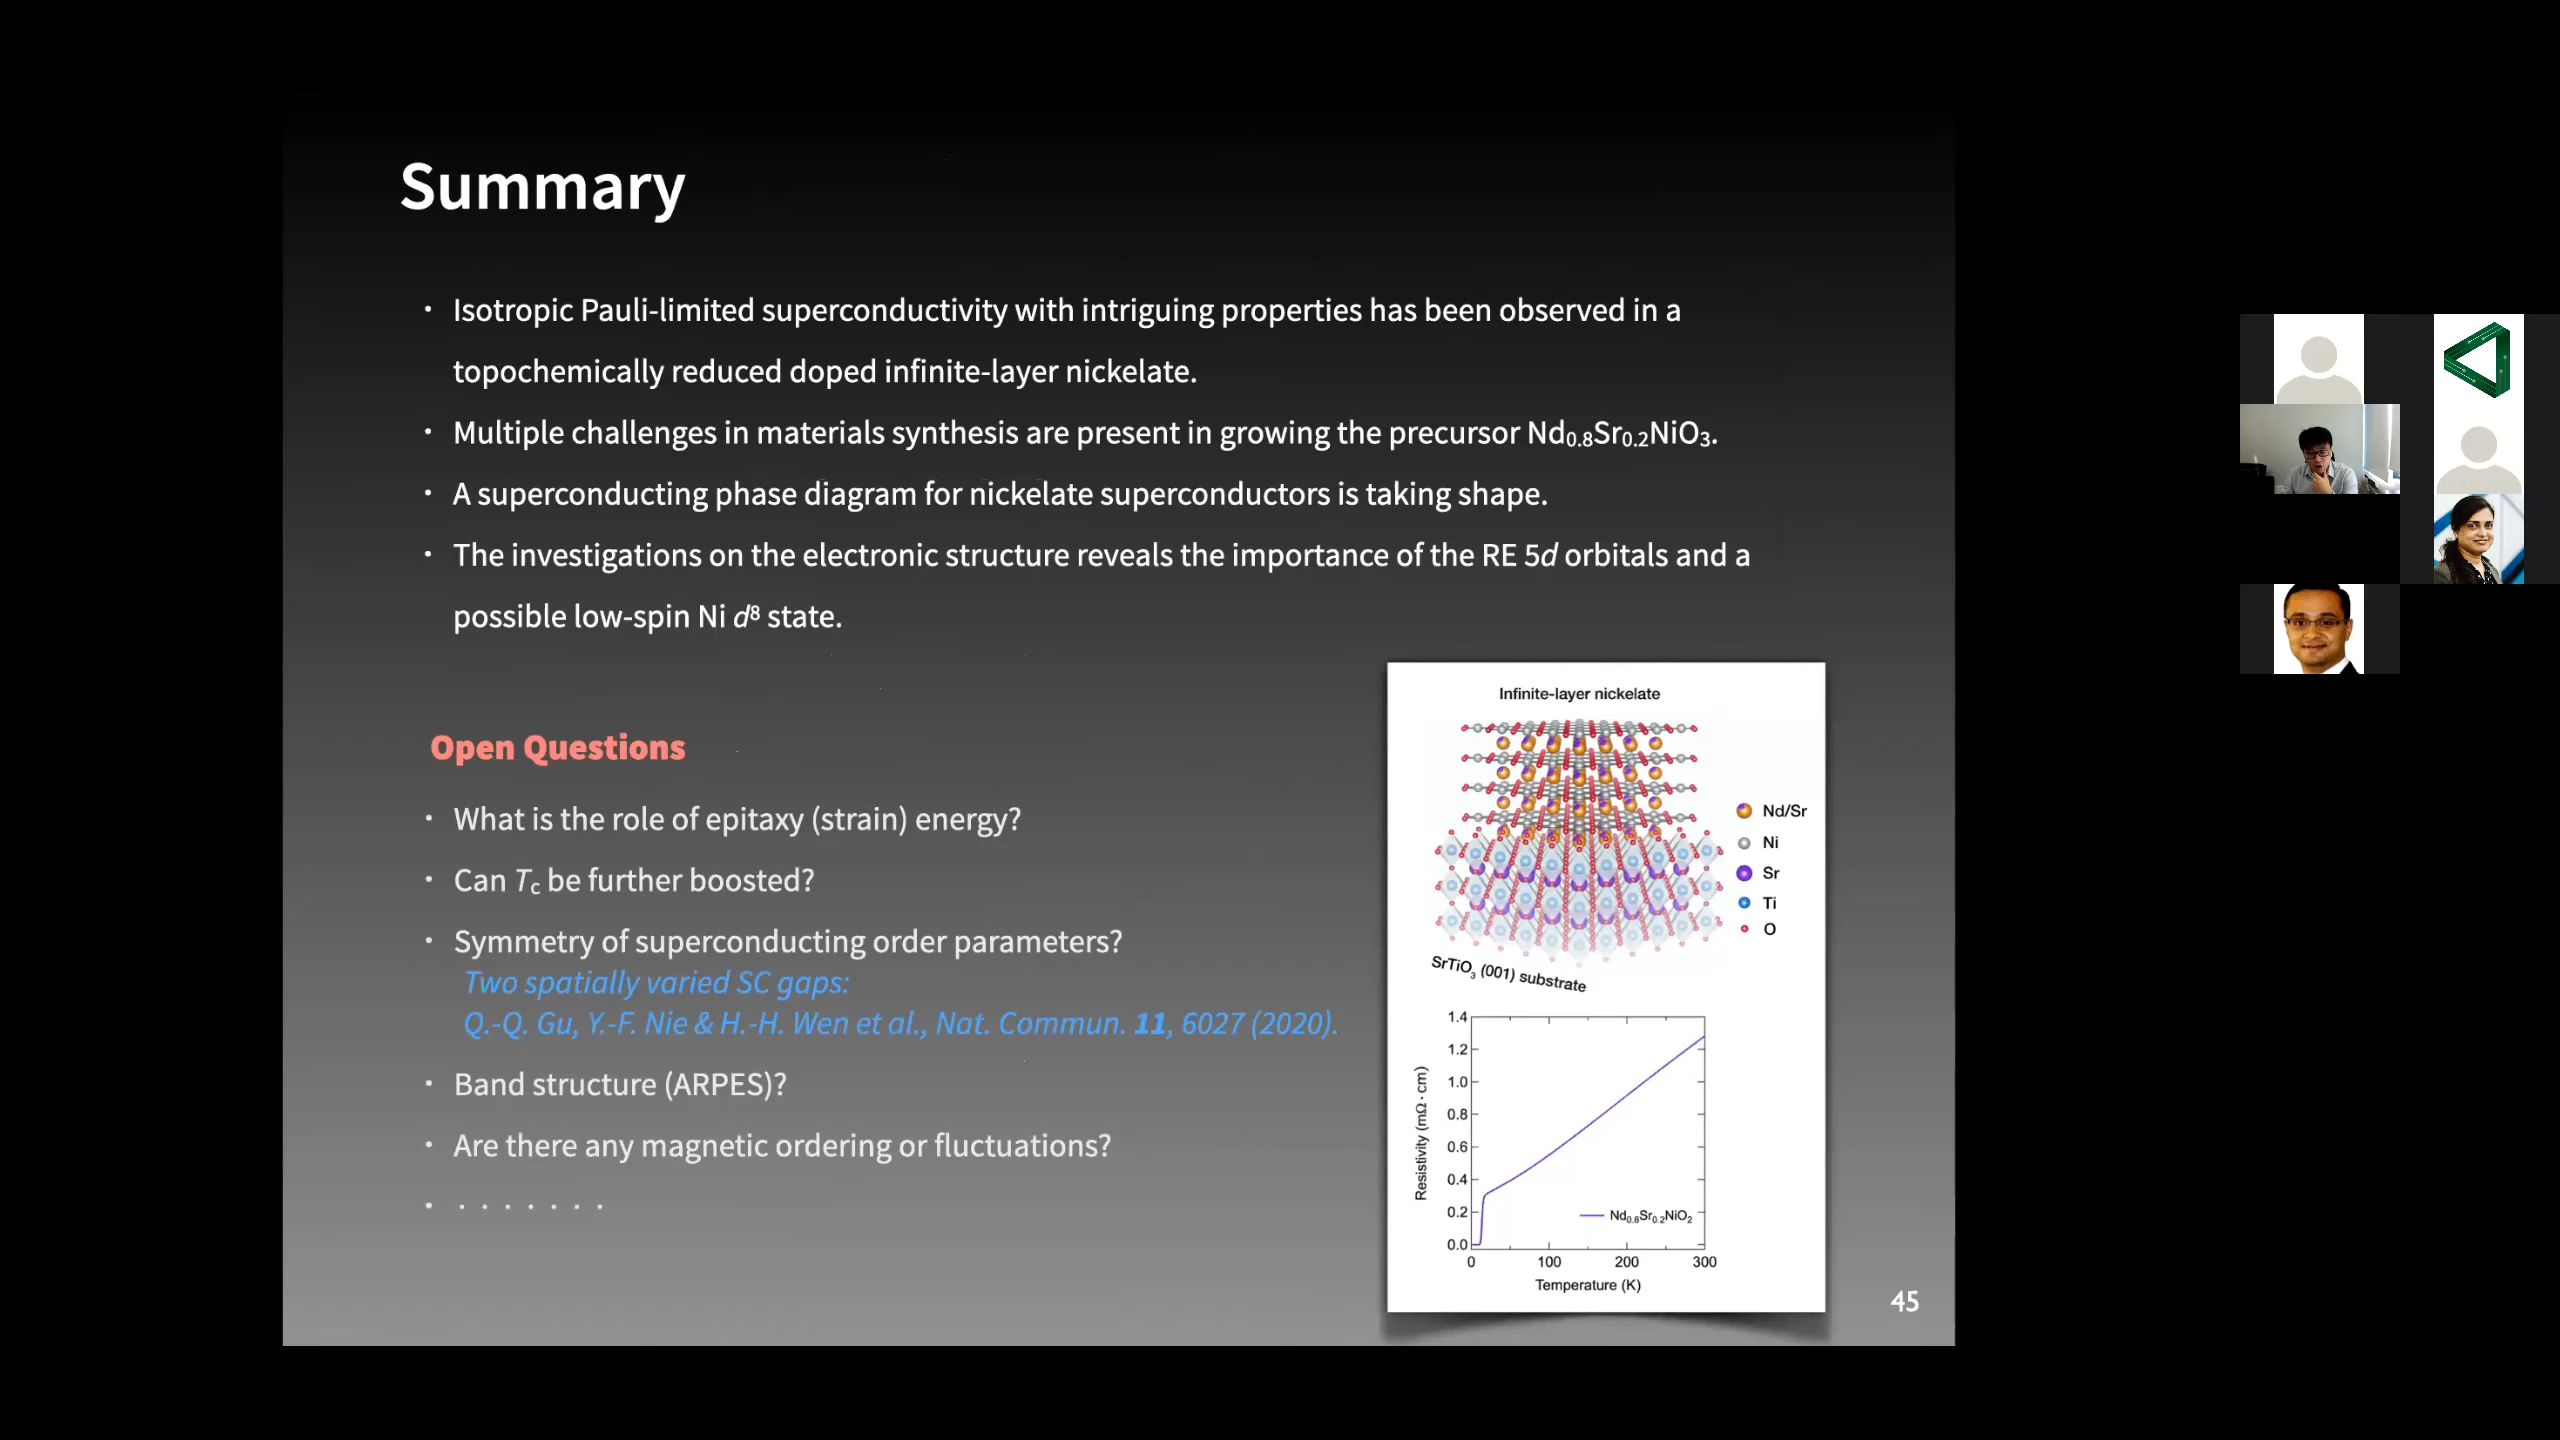 Summary
· Isotropic Pauli-limited superconductivity with intriguing properties has been observed in a
topochemically reduced doped infinite-layer nickelate.
· Multiple challenges in materials synthesis are present in growing the precursor Nd₀.₈Sr₀.₂NiO₃.
· A superconducting phase diagram for nickelate superconductors is taking shape.
· The investigations on the electronic structure reveals the importance of the RE 5d orbitals and a
possible low-spin Ni d⁸ state.
Open Questions
· What is the role of epitaxy (strain) energy?
· Can Tc be further boosted?
· Symmetry of superconducting order parameters?
Two spatially varied SC gaps:
Q.-Q. Gu, Y.-F. Nie & H.-H. Wen et al., Nat. Commun. 11, 6027 (2020).
· Band structure (ARPES)?
· Are there any magnetic ordering or fluctuations?
· · · · · · · ·
Infinite-layer nickelate
Nd/Sr
Ni
Sr
Ti
O
SrTiO₃ (001) substrate
1.4
1.2
1.0
0.8
0.6
0.4
0.2
0.0
Resistivity (mΩ · cm)
Nd₀.₈Sr₀.₂NiO₂
0 100 200 300
Temperature (K)
45